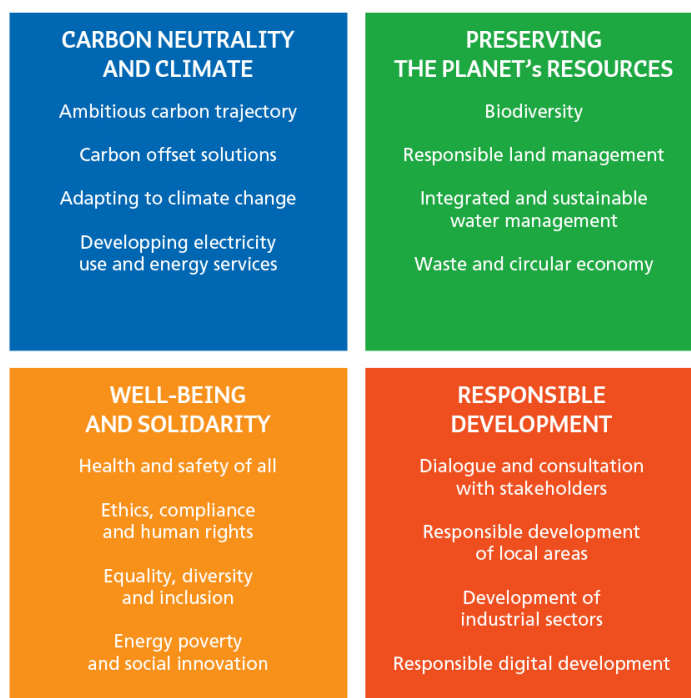 CARBON NEUTRALITY
AND CLIMATE
Ambitious carbon trajectory
Carbon offset solutions
Adapting to climate change
Developping electricity
use and energy services
PRESERVING
THE PLANET's RESOURCES
Biodiversity
Responsible land management
Integrated and sustainable
water management
Waste and circular economy
WELL-BEING
AND SOLIDARITY
Health and safety of all
Ethics, compliance
and human rights
Equality, diversity
and inclusion
Energy poverty
and social innovation
RESPONSIBLE
DEVELOPMENT
Dialogue and consultation
with stakeholders
Responsible development
of local areas
Development of
industrial sectors
Responsible digital development